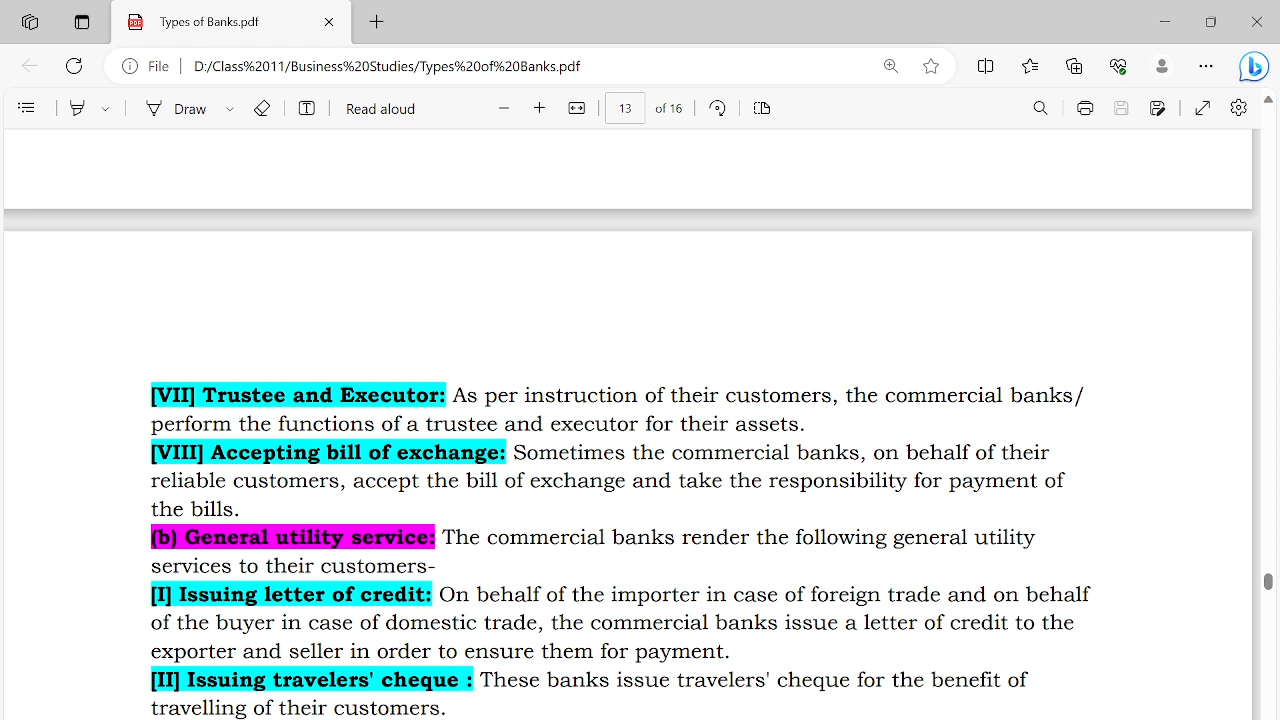 Types of Banks.pdf
File | D:/Class%2011/Business%20Studies/Types%20of%20Bank.pdf
Draw
Read aloud
13 of 16
[VII] Trustee and Executor: As per instruction of their customers, the commercial banks/
perform the functions of a trustee and executor for their assets.
[VIII] Accepting bill of exchange: Sometimes the commercial banks, on behalf of their
reliable customers, accept the bill of exchange and take the responsibility for payment of
the bills.
(b) General utility service: The commercial banks render the following general utility
services to their customers-
[I] Issuing letter of credit: On behalf of the importer in case of foreign trade and on behalf
of the buyer in case of domestic trade, the commercial banks issue a letter of credit to the
exporter and seller in order to ensure them for payment.
[II] Issuing travelers' cheque : These banks issue travelers' cheque for the benefit of
travelling of their customers.